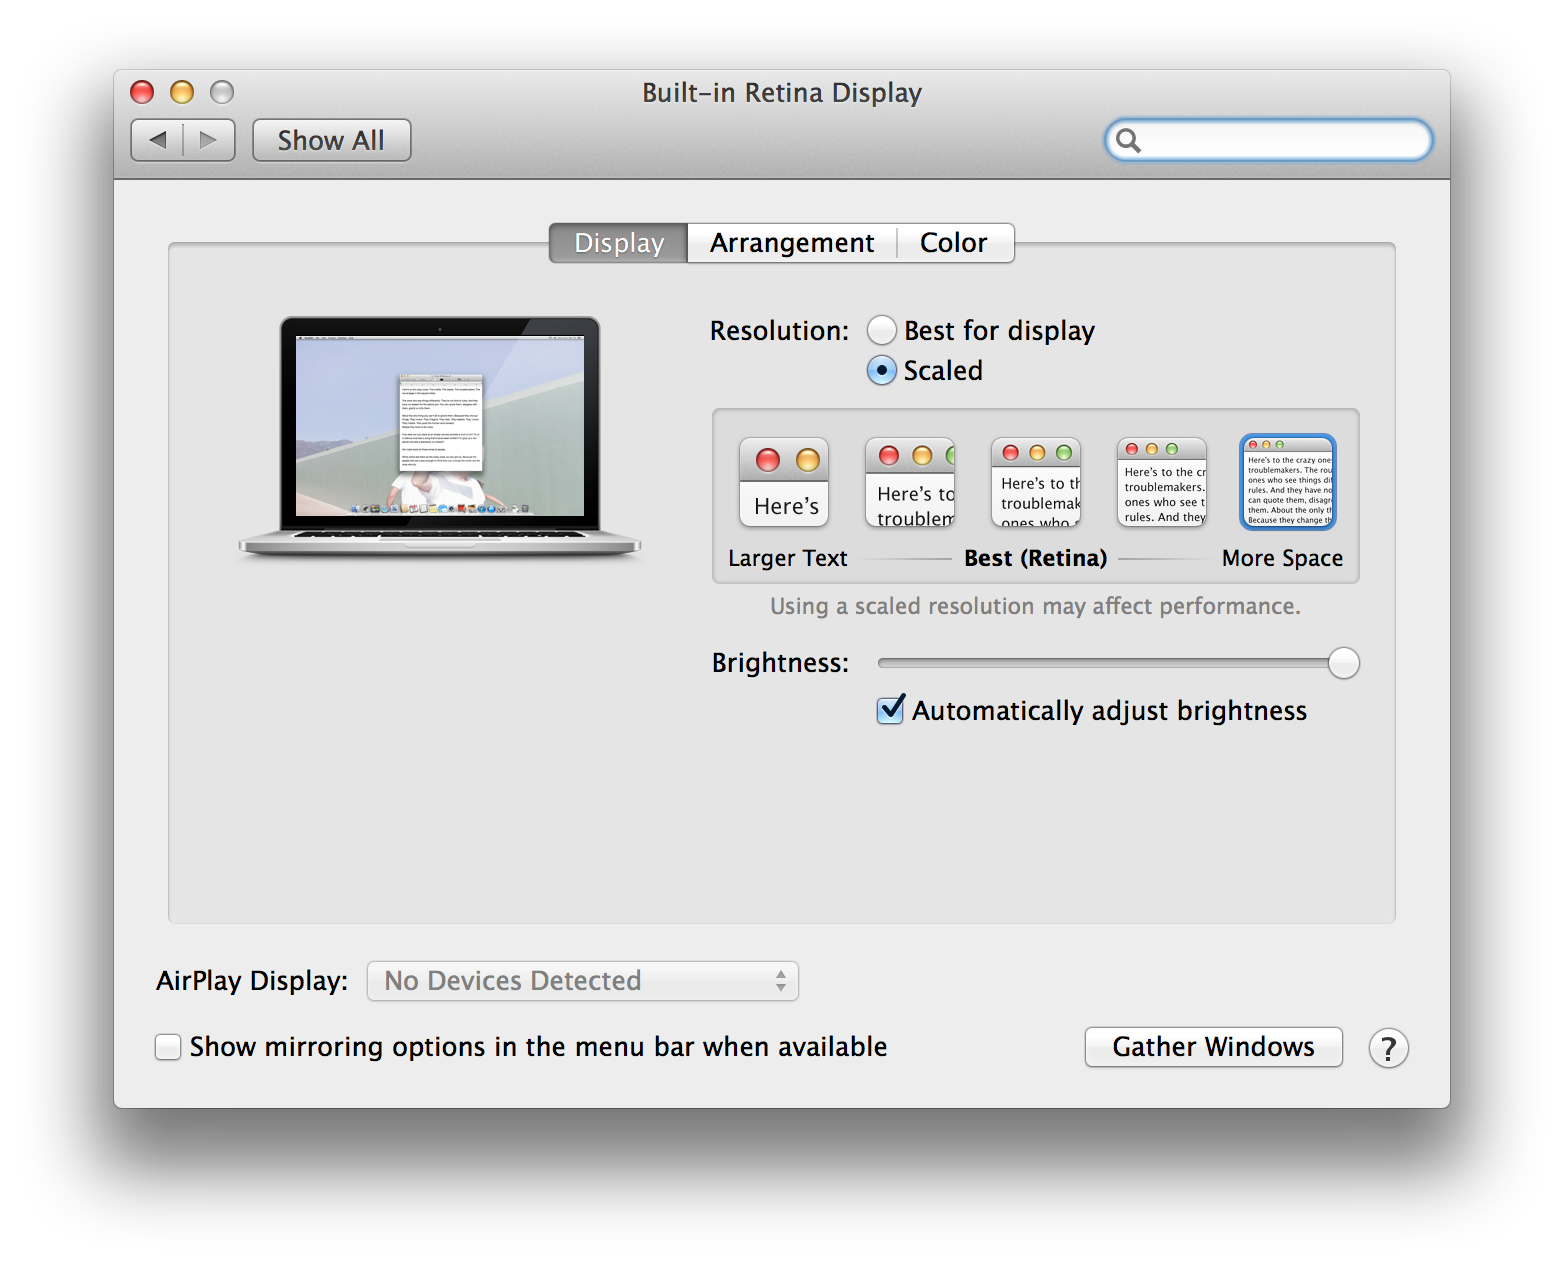 Built-in Retina Display
Show All
Display Arrangement Color
Resolution: Best for display
Scaled
Here's
Here's to
troublem
Here's to th
troublemak
ones who s
Here's to the cr
troublemakers.
ones who see t
rules. And they
Here's to the crazy one
troublemakers. The rou
ones who see things dif
rules. And they have no
can quote them, disagr
them. About the only th
Because they change th
Larger Text Best (Retina) More Space
Using a scaled resolution may affect performance.
Brightness:
Automatically adjust brightness
AirPlay Display: No Devices Detected
Show mirroring options in the menu bar when available
Gather Windows ?